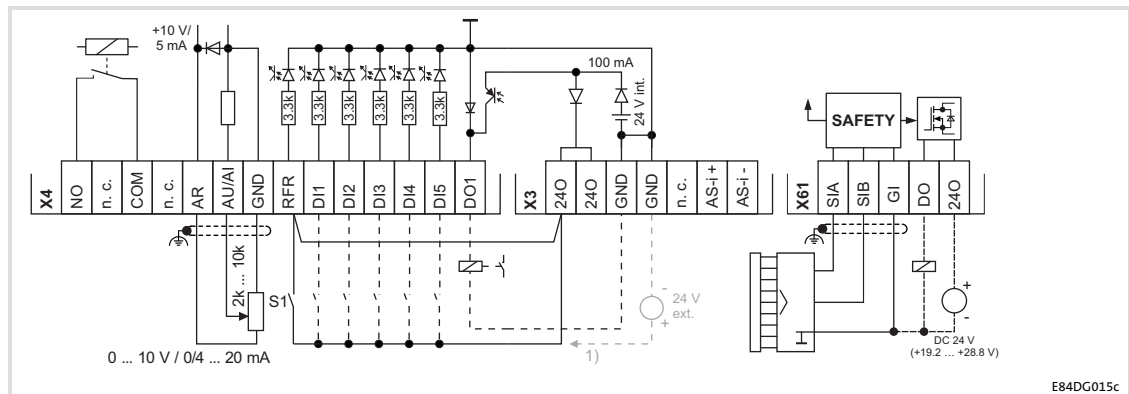 +10 V/
5 mA
100 mA
24 V int.
3.3k
3.3k
3.3k
3.3k
3.3k
3.3k
SAFETY
X4
NO
n. c.
COM
n. c.
AR
AU/AI
GND
RFR
DI1
DI2
DI3
DI4
DI5
DO1
X3
24O
24O
GND
GND
n. c.
AS-i +
AS-i -
X61
SIA
SIB
GI
DO
24O
2k ... 10k
S1
-
24 V
ext.
+
1)
+
-
DC 24 V
(+19.2 ... +28.8 V)
0 ... 10 V / 0/4 ... 20 mA
E84DG015c